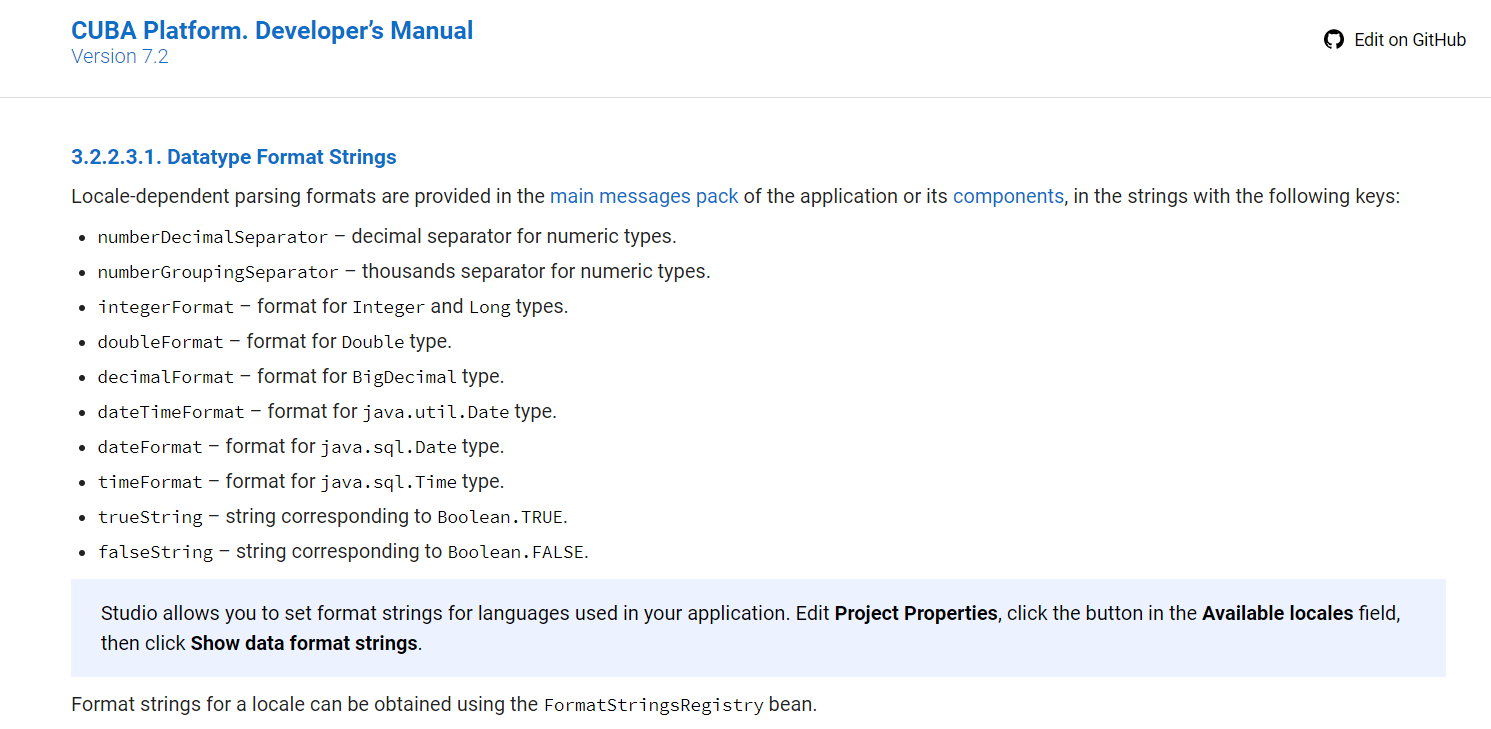 CUBA Platform. Developer’s Manual
Version 7.2
Edit on GitHub
3.2.2.3.1. Datatype Format Strings
Locale-dependent parsing formats are provided in the main messages pack of the application or its components, in the strings with the following keys:
• numberDecimalSeparator – decimal separator for numeric types.
• numberGroupingSeparator – thousands separator for numeric types.
• integerFormat – format for Integer and Long types.
• doubleFormat – format for Double type.
• decimalFormat – format for BigDecimal type.
• dateTimeFormat – format for java.util.Date type.
• dateFormat – format for java.sql.Date type.
• timeFormat – format for java.sql.Time type.
• trueString – string corresponding to Boolean.TRUE.
• falseString – string corresponding to Boolean.FALSE.
Studio allows you to set format strings for languages used in your application. Edit Project Properties, click the button in the Available locales field,
then click Show data format strings.
Format strings for a locale can be obtained using the FormatStringsRegistry bean.